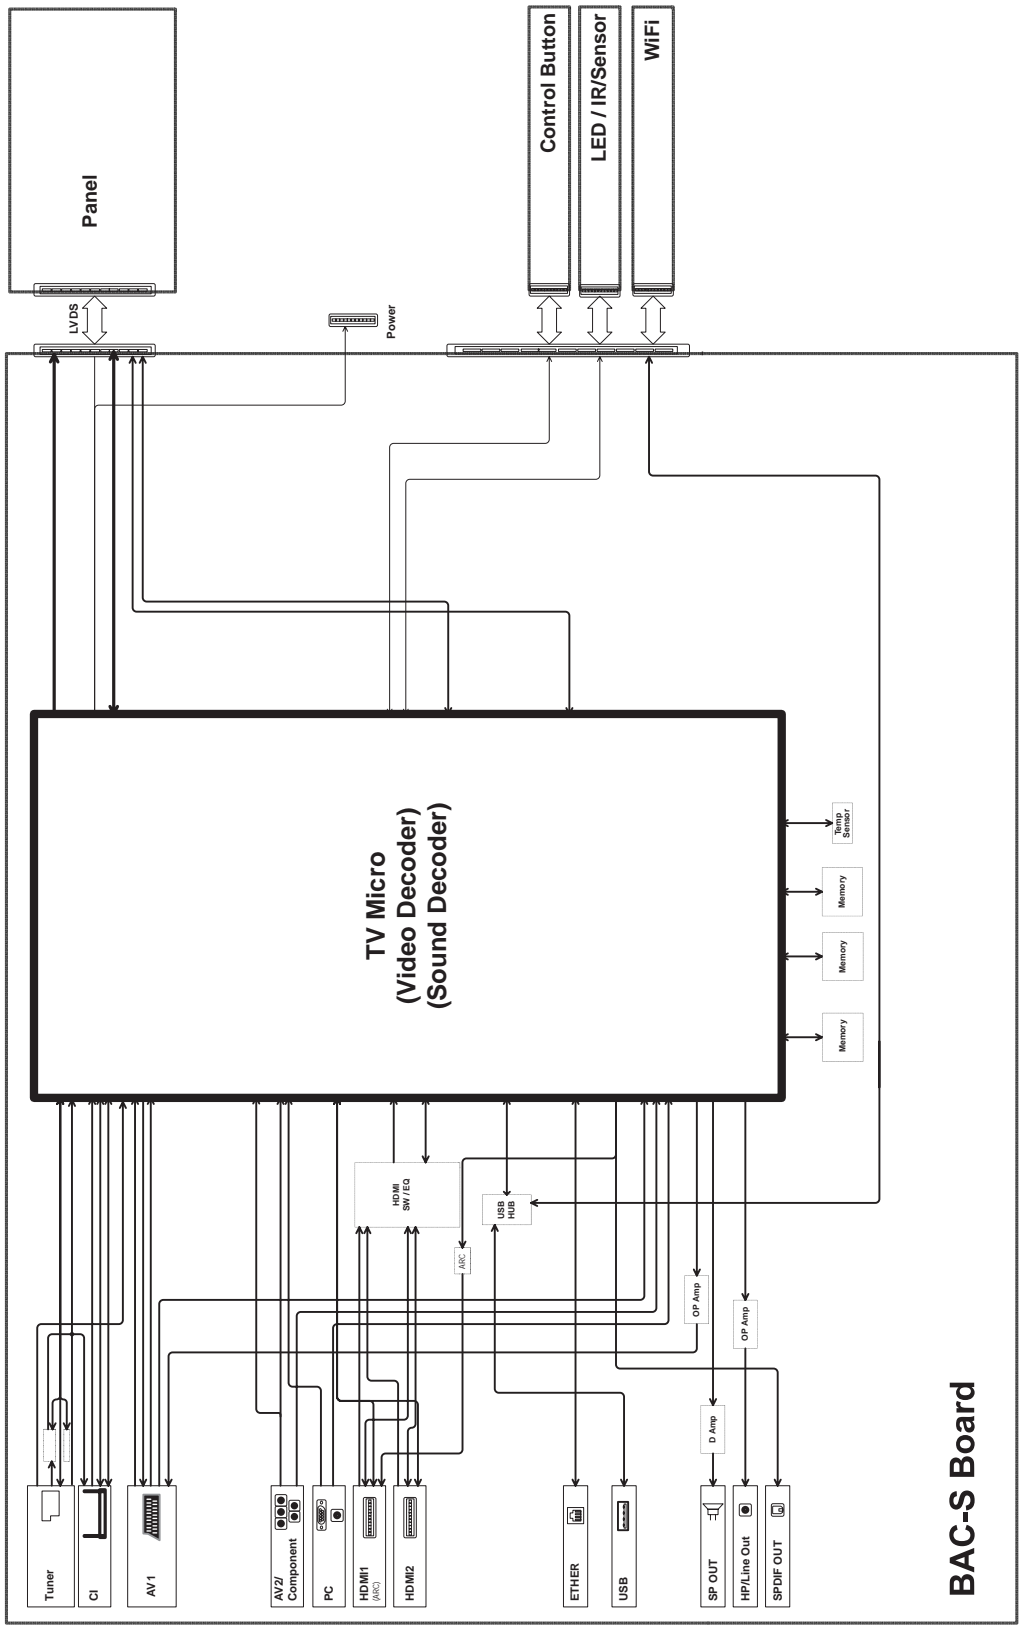 Panel
LVDS
Power
Control Button
LED / IR/Sensor
WiFi
TV Micro
(Video Decoder)
(Sound Decoder)
Temp
Sensor
Memory
Memory
Memory
HDMI
SW / EQ
USB
HUB
ARC
OP Amp
OP Amp
D Amp
Tuner
CI
AV1
AV2/
Component
PC
HDMI1
(ARC)
HDMI2
ETHER
USB
SP OUT
HP/Line Out
SPDIF OUT
BAC-S Board